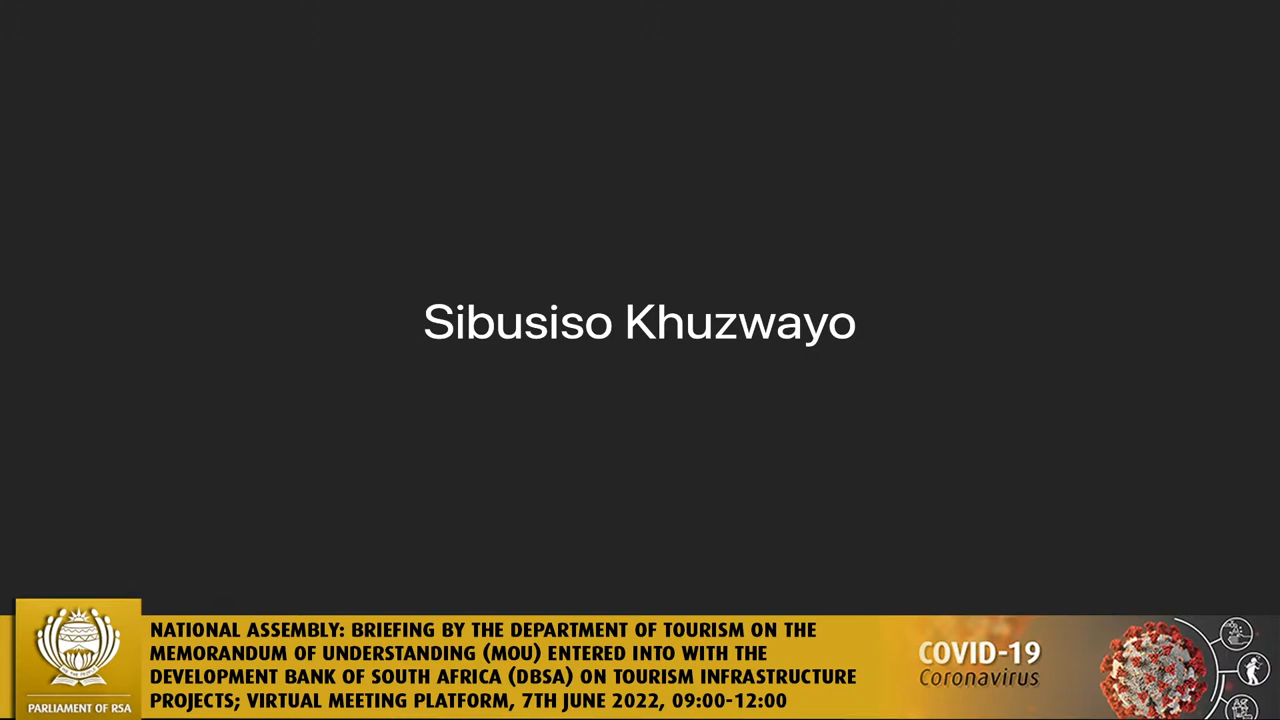 Sibusiso Khuzwayo
NATIONAL ASSEMBLY: BRIEFING BY THE DEPARTMENT OF TOURISM ON THE
MEMORANDUM OF UNDERSTANDING (MOU) ENTERED INTO WITH THE
DEVELOPMENT BANK OF SOUTH AFRICA (DBSA) ON TOURISM INFRASTRUCTURE
PROJECTS; VIRTUAL MEETING PLATFORM, 7TH JUNE 2022, 09:00-12:00
PARLIAMENT OF RSA
COVID-19
Coronavirus